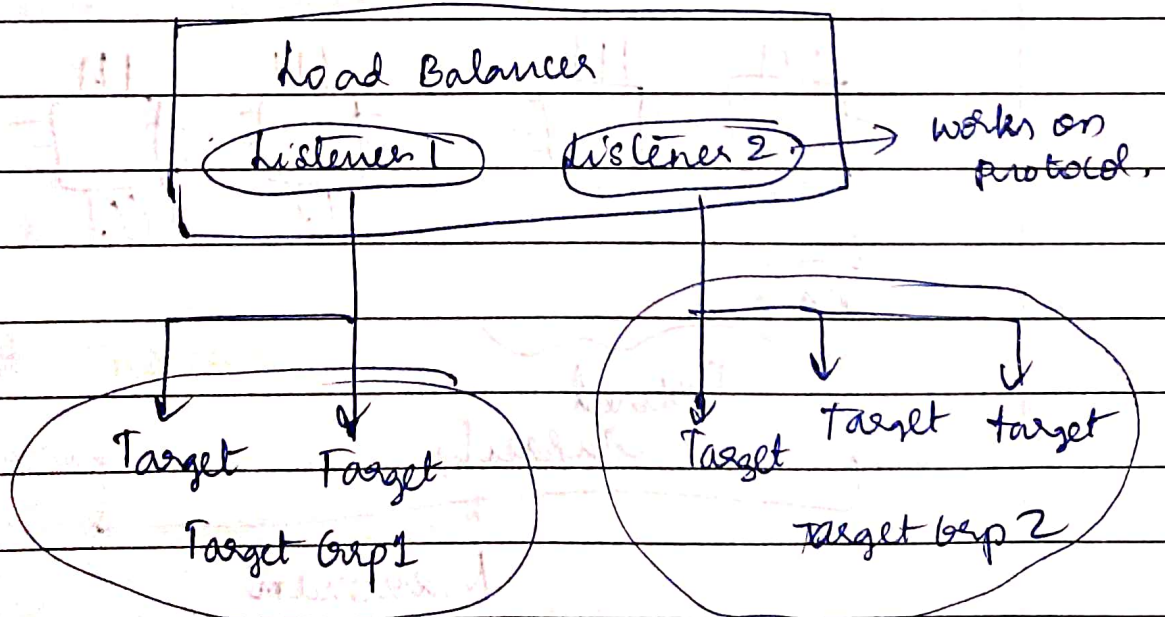 Load Balancer
Listener 1
Listener 2
works on
protocol.
Target
Target
Target Grp1
Target
Target
target
Target Grp 2